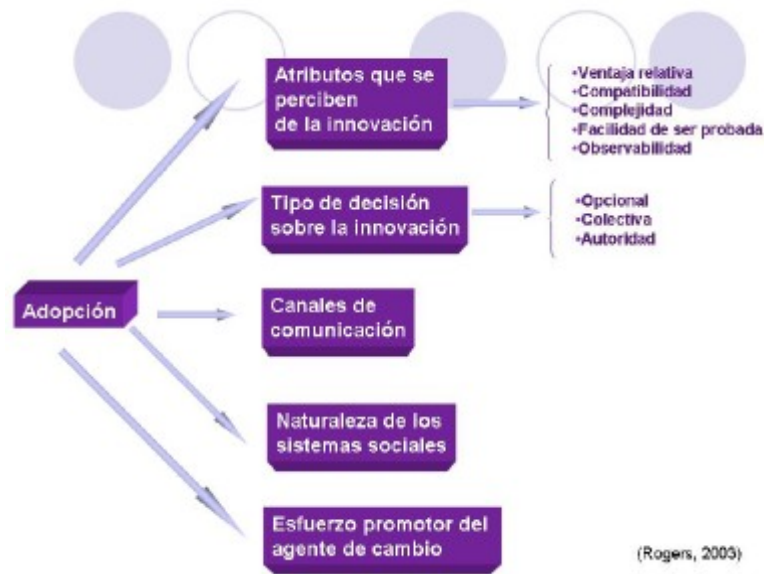 Atributos que se
perciben
de la innovación
•Ventaja relativa
•Compatibilidad
•Complejidad
•Facilidad de ser probada
•Observabilidad
Tipo de decisión
sobre la innovación
•Opcional
•Colectiva
•Autoridad
Adopción
Canales de
comunicación
Naturaleza de los
sistemas sociales
Esfuerzo promotor del
agente de cambio
(Rogers, 2003)